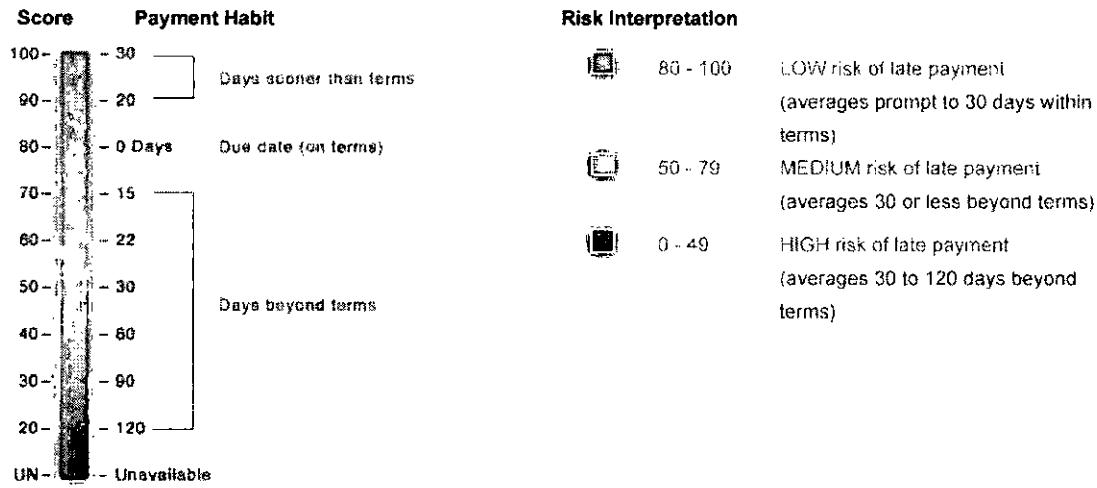 Score Payment Habit
100- - 30
Days sooner than terms
90- - 20
80- - 0 Days Due date (on terms)
70- - 15
60- - 22
50- - 30
Days beyond terms
40- - 60
30- - 90
20- - 120
UN- - Unavailable
Risk Interpretation
80 - 100 LOW risk of late payment
(averages prompt to 30 days within
terms)
50 - 79 MEDIUM risk of late payment
(averages 30 or less beyond terms)
0 - 49 HIGH risk of late payment
(averages 30 to 120 days beyond
terms)